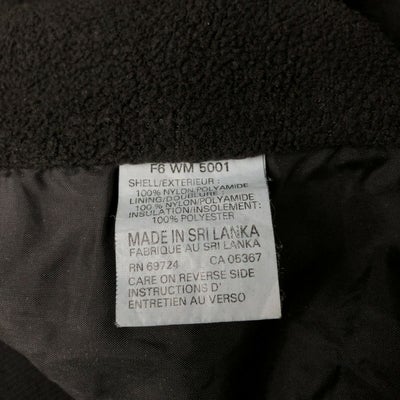 F6 WM 5001
SHELL/EXTERIEUR :
100% NYLON/POLYAMIDE
LINING/DOUBLURE :
100% NYLON/POLYAMIDE
INSULATION/INSOLEMENT:
100% POLYESTER
MADE IN SRI LANKA
FABRIQUE AU SRI LANKA
RN 69724 CA 05367
CARE ON REVERSE SIDE
INSTRUCTIONS D'
ENTRETIEN AU VERSO